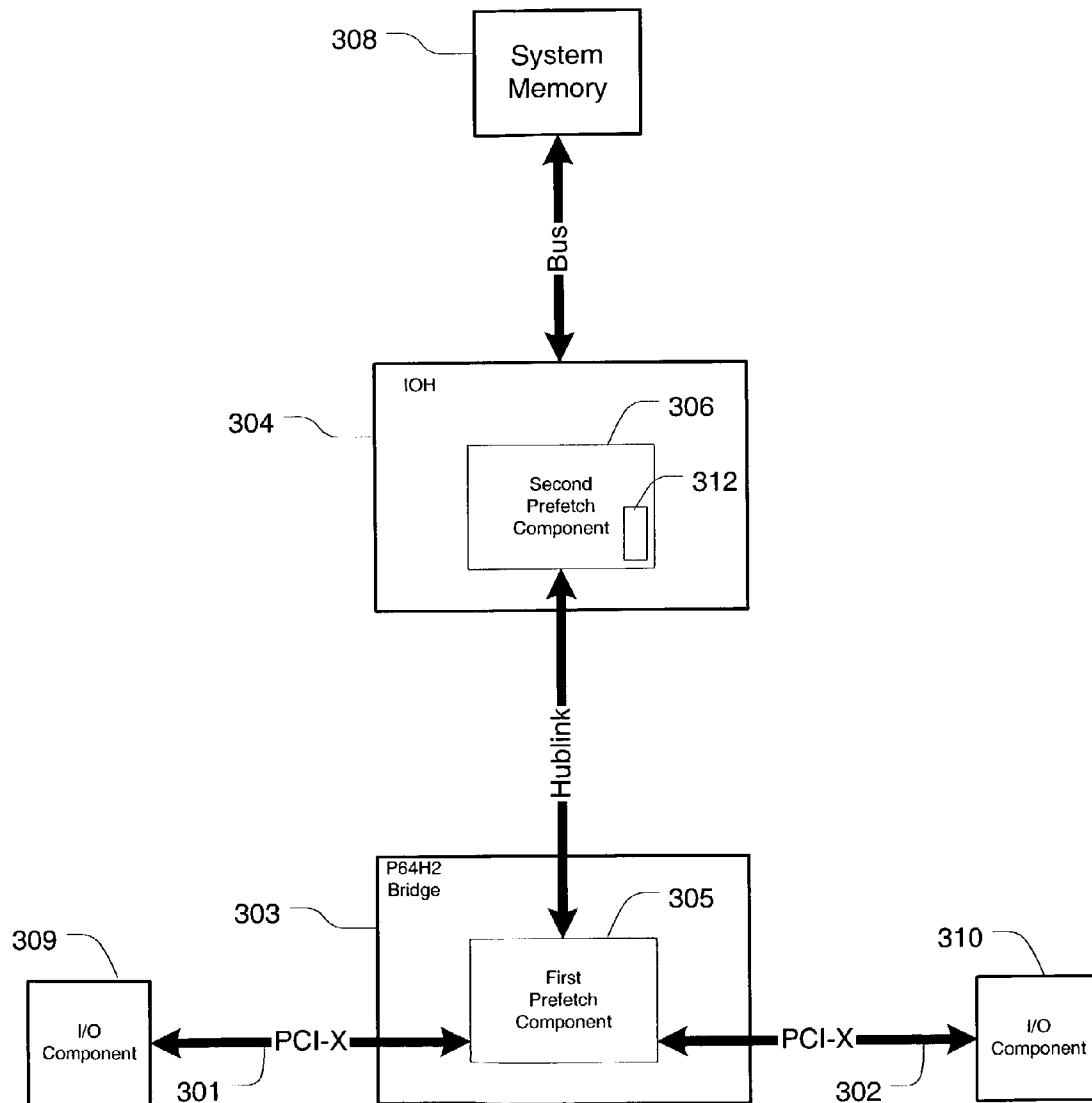 308
System
Memory
Bus
IOH
304
306
Second
Prefetch
Component
312
Hublink
P64H2
Bridge
303
305
309
310
First
Prefetch
Component
I/O
Component
PCI-X
PCI-X
I/O
Component
301
302